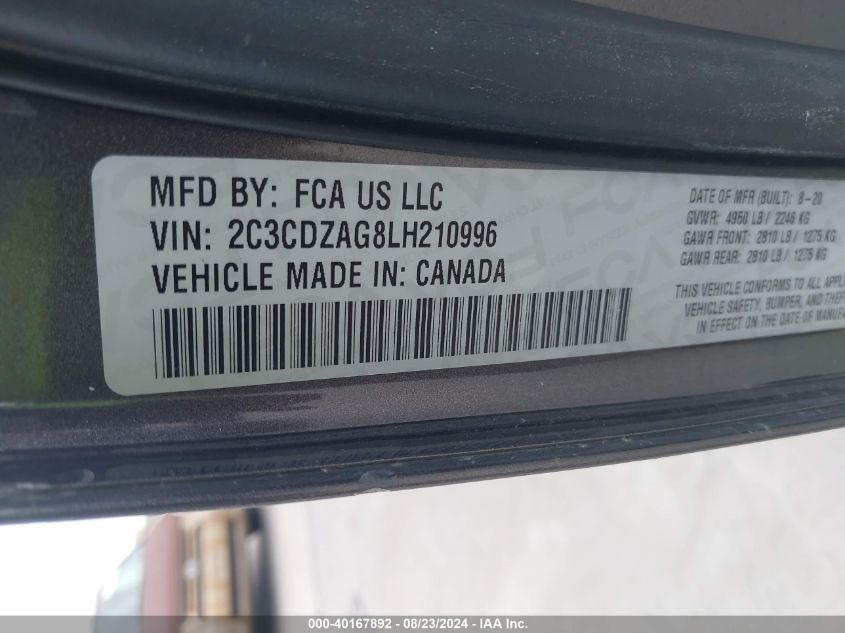 MFD BY: FCA US LLC
VIN: 2C3CDZAG8LH210996
VEHICLE MADE IN: CANADA
DATE OF MFR (BUILT): 8-20
GVWR: 4950 LB / 2246 KG
GAWR FRONT: 2810 LB / 1275 KG
GAWR REAR: 2810 LB / 1275 KG
THIS VEHICLE CONFORMS TO ALL APPL
VEHICLE SAFETY, BUMPER, AND THEF
IN EFFECT ON THE DATE OF MANUFA
000-40167892 - 08/23/2024 - IAA Inc.